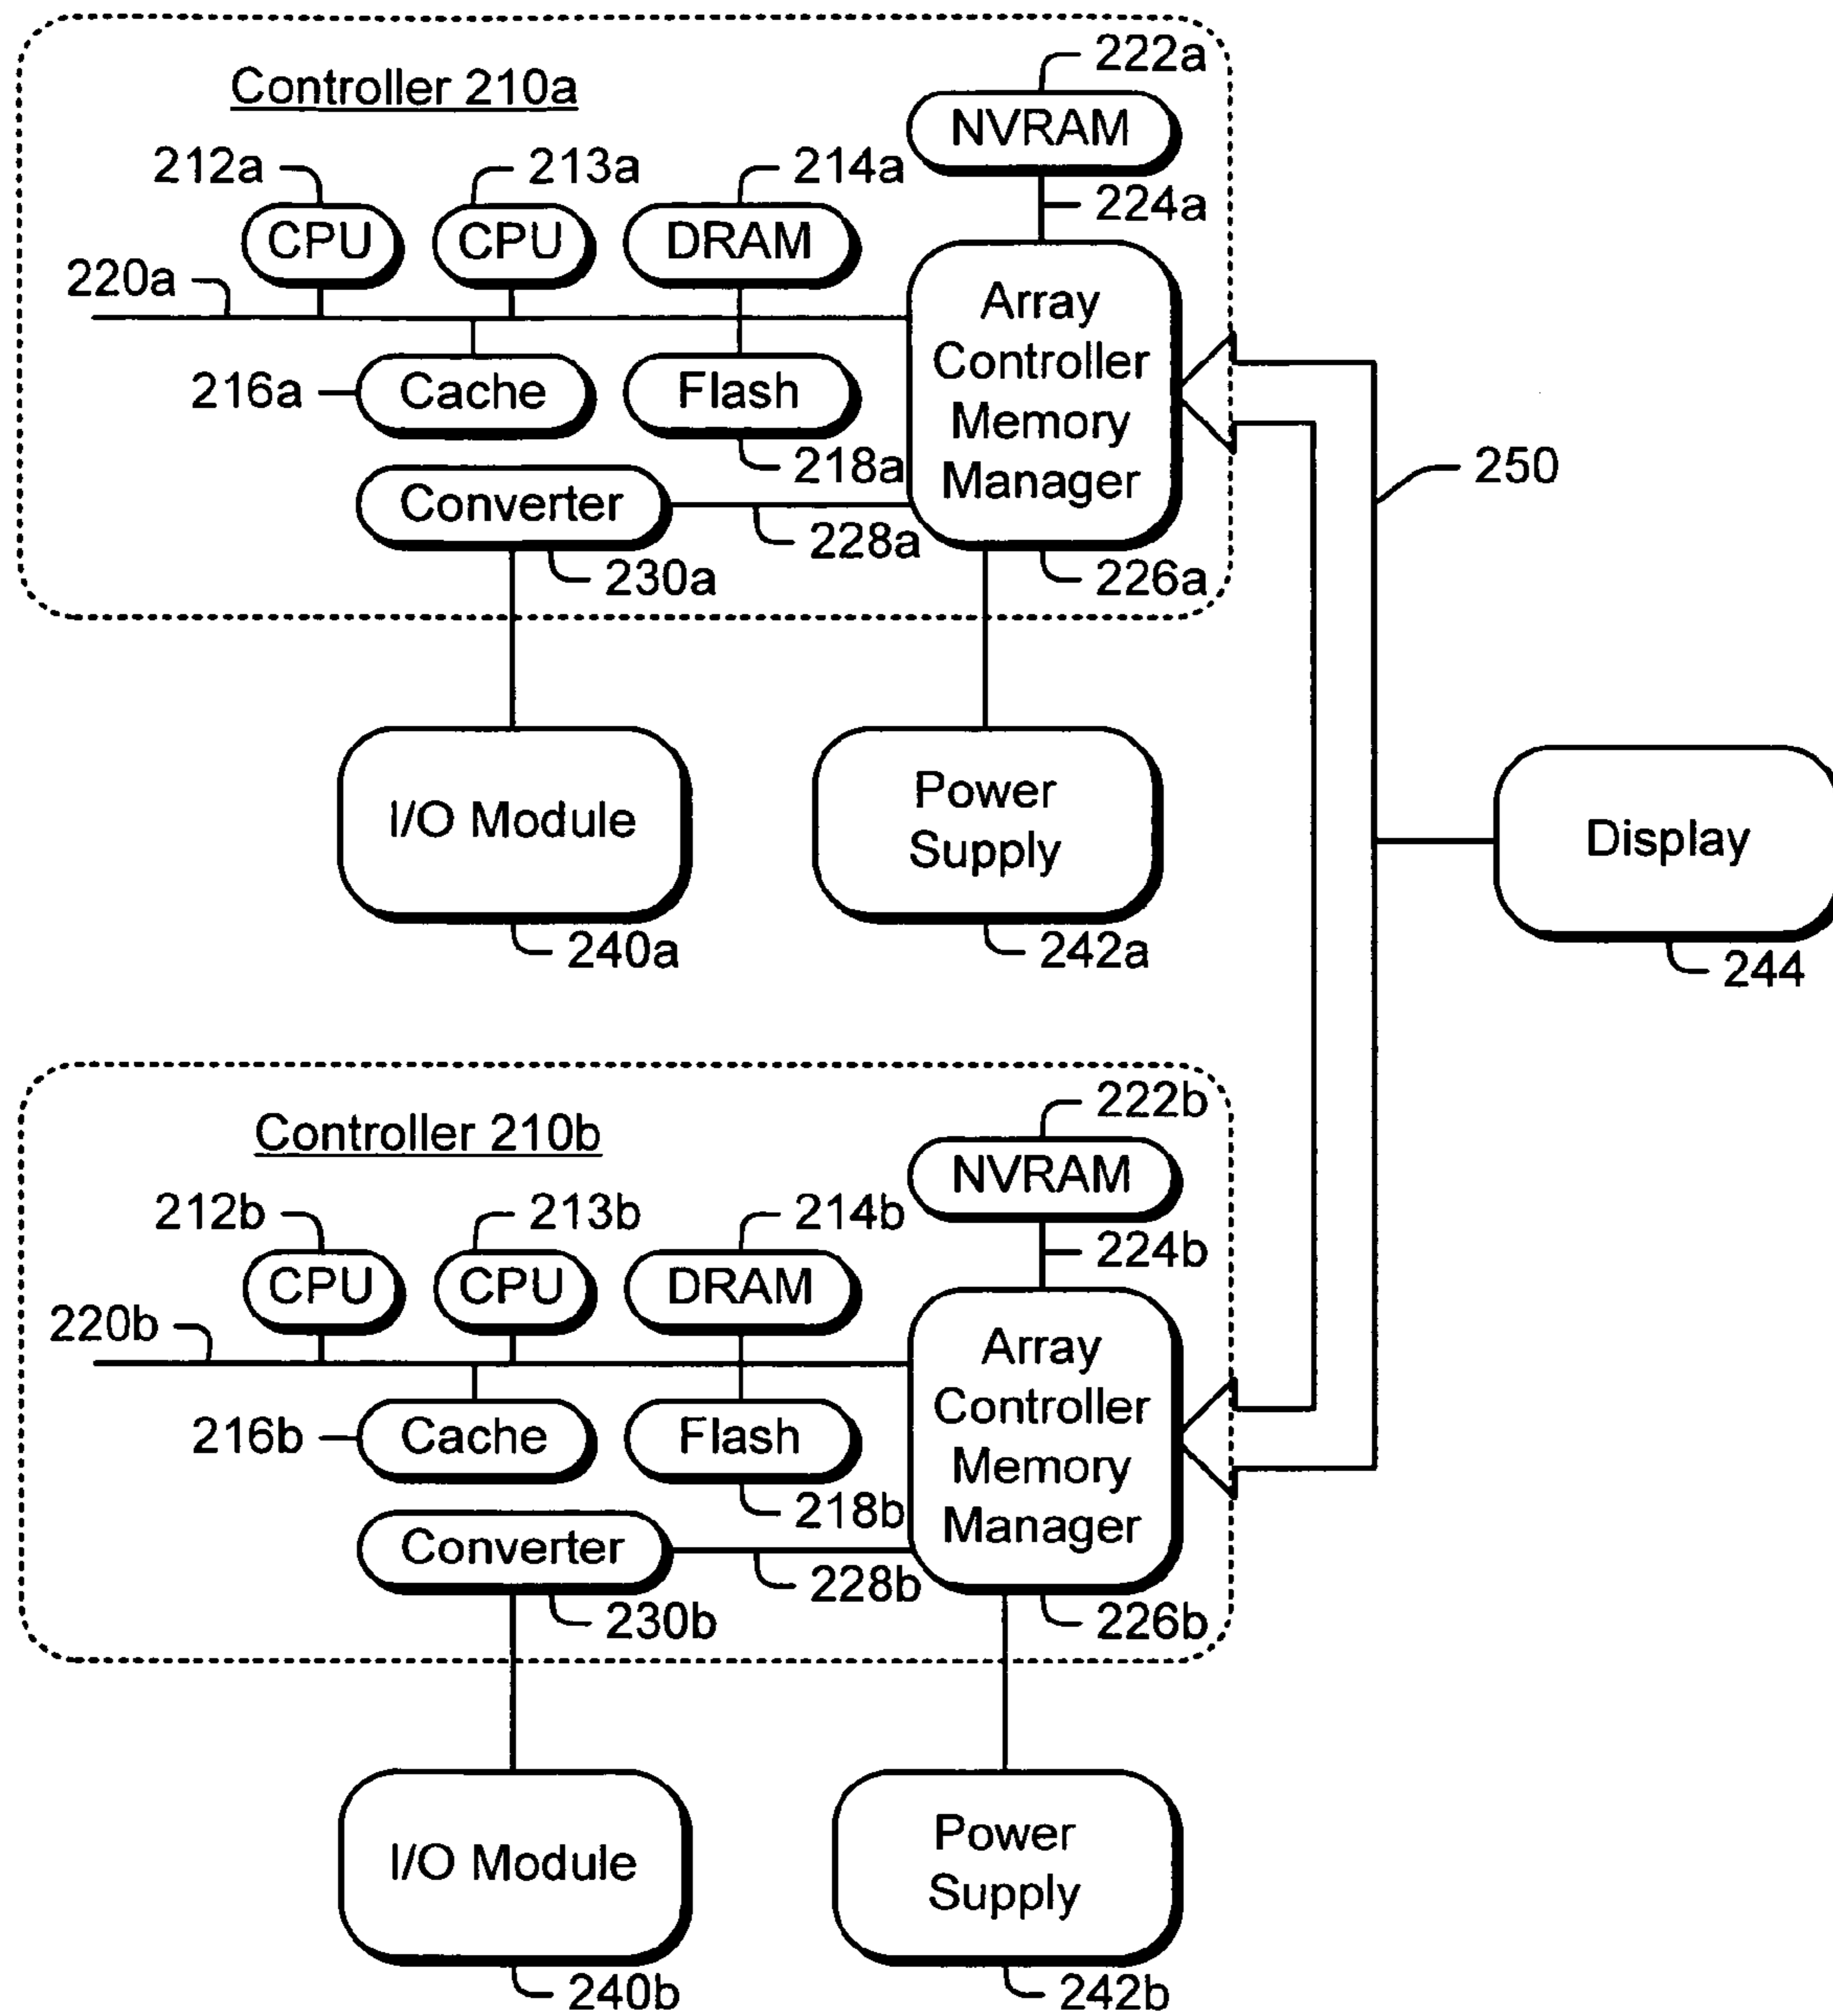 222a
Controller 210a
NVRAM
212a
213a
214a
224a
CPU
CPU
DRAM
220a
Array
Controller
Memory
Manager
216a
Cache
Flash
250
218a
Converter
228a
230a
226a
I/O Module
Power
Supply
Display
240a
242a
244
222b
Controller 210b
NVRAM
212b
213b
214b
224b
CPU
CPU
DRAM
220b
Array
Controller
Memory
Manager
216b
Cache
Flash
218b
Converter
228b
230b
226b
I/O Module
Power
Supply
240b
242b